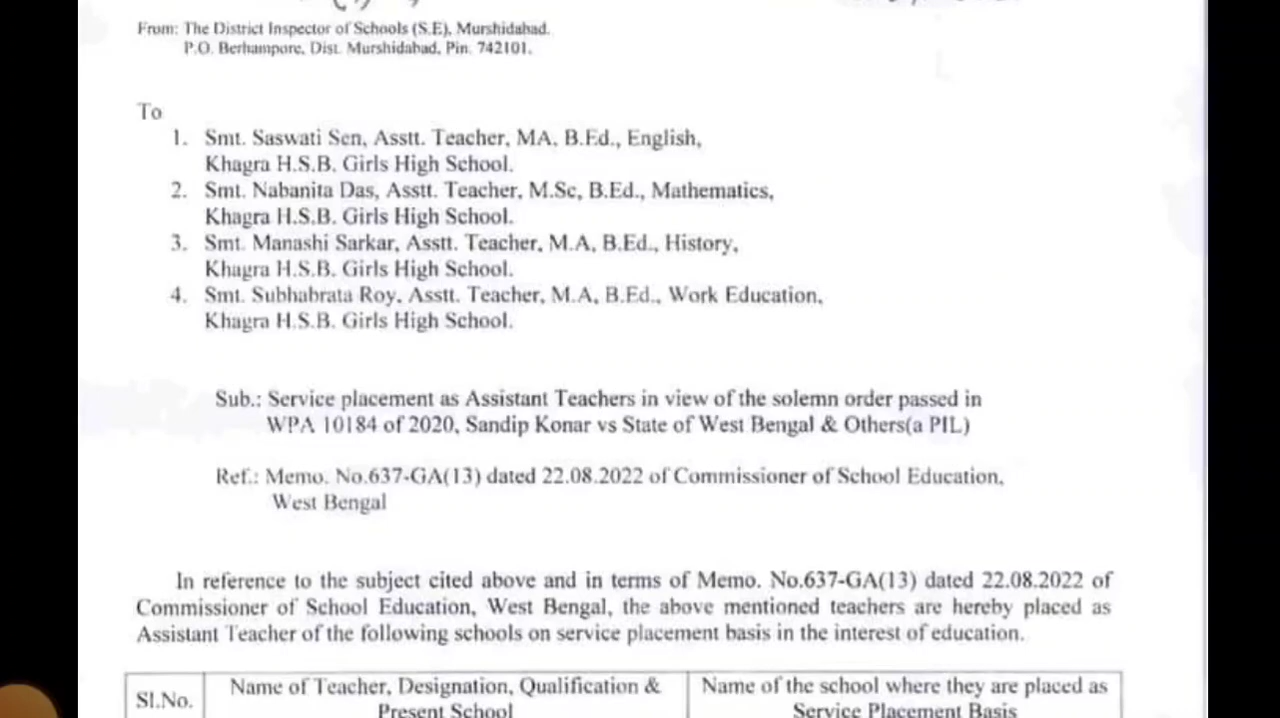 From: The District Inspector of Schools (S.E), Murshidabad.
P.O. Berhampore, Dist. Murshidabad, Pin. 742101.
To
1. Smt. Saswati Sen, Asstt. Teacher, MA, B.Ed., English,
Khagra H.S.B. Girls High School.
2. Smt. Nabanita Das, Asstt. Teacher, M.Sc, B.Ed., Mathematics,
Khagra H.S.B. Girls High School.
3. Smt. Manashi Sarkar, Asstt. Teacher, M.A, B.Ed., History,
Khagra H.S.B. Girls High School.
4. Smt. Subhabrata Roy, Asstt. Teacher, M.A, B.Ed., Work Education,
Khagra H.S.B. Girls High School.
Sub.: Service placement as Assistant Teachers in view of the solemn order passed in
WPA 10184 of 2020, Sandip Konar vs State of West Bengal & Others(a PIL)
Ref.: Memo. No.637-GA(13) dated 22.08.2022 of Commissioner of School Education,
West Bengal
In reference to the subject cited above and in terms of Memo. No.637-GA(13) dated 22.08.2022 of
Commissioner of School Education, West Bengal, the above mentioned teachers are hereby placed as
Assistant Teacher of the following schools on service placement basis in the interest of education.
Sl.No.
Name of Teacher, Designation, Qualification &
Present School
Name of the school where they are placed as
Service Placement Basis